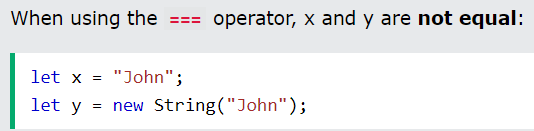 When using the === operator, x and y are not equal:
let x = "John";
let y = new String("John");